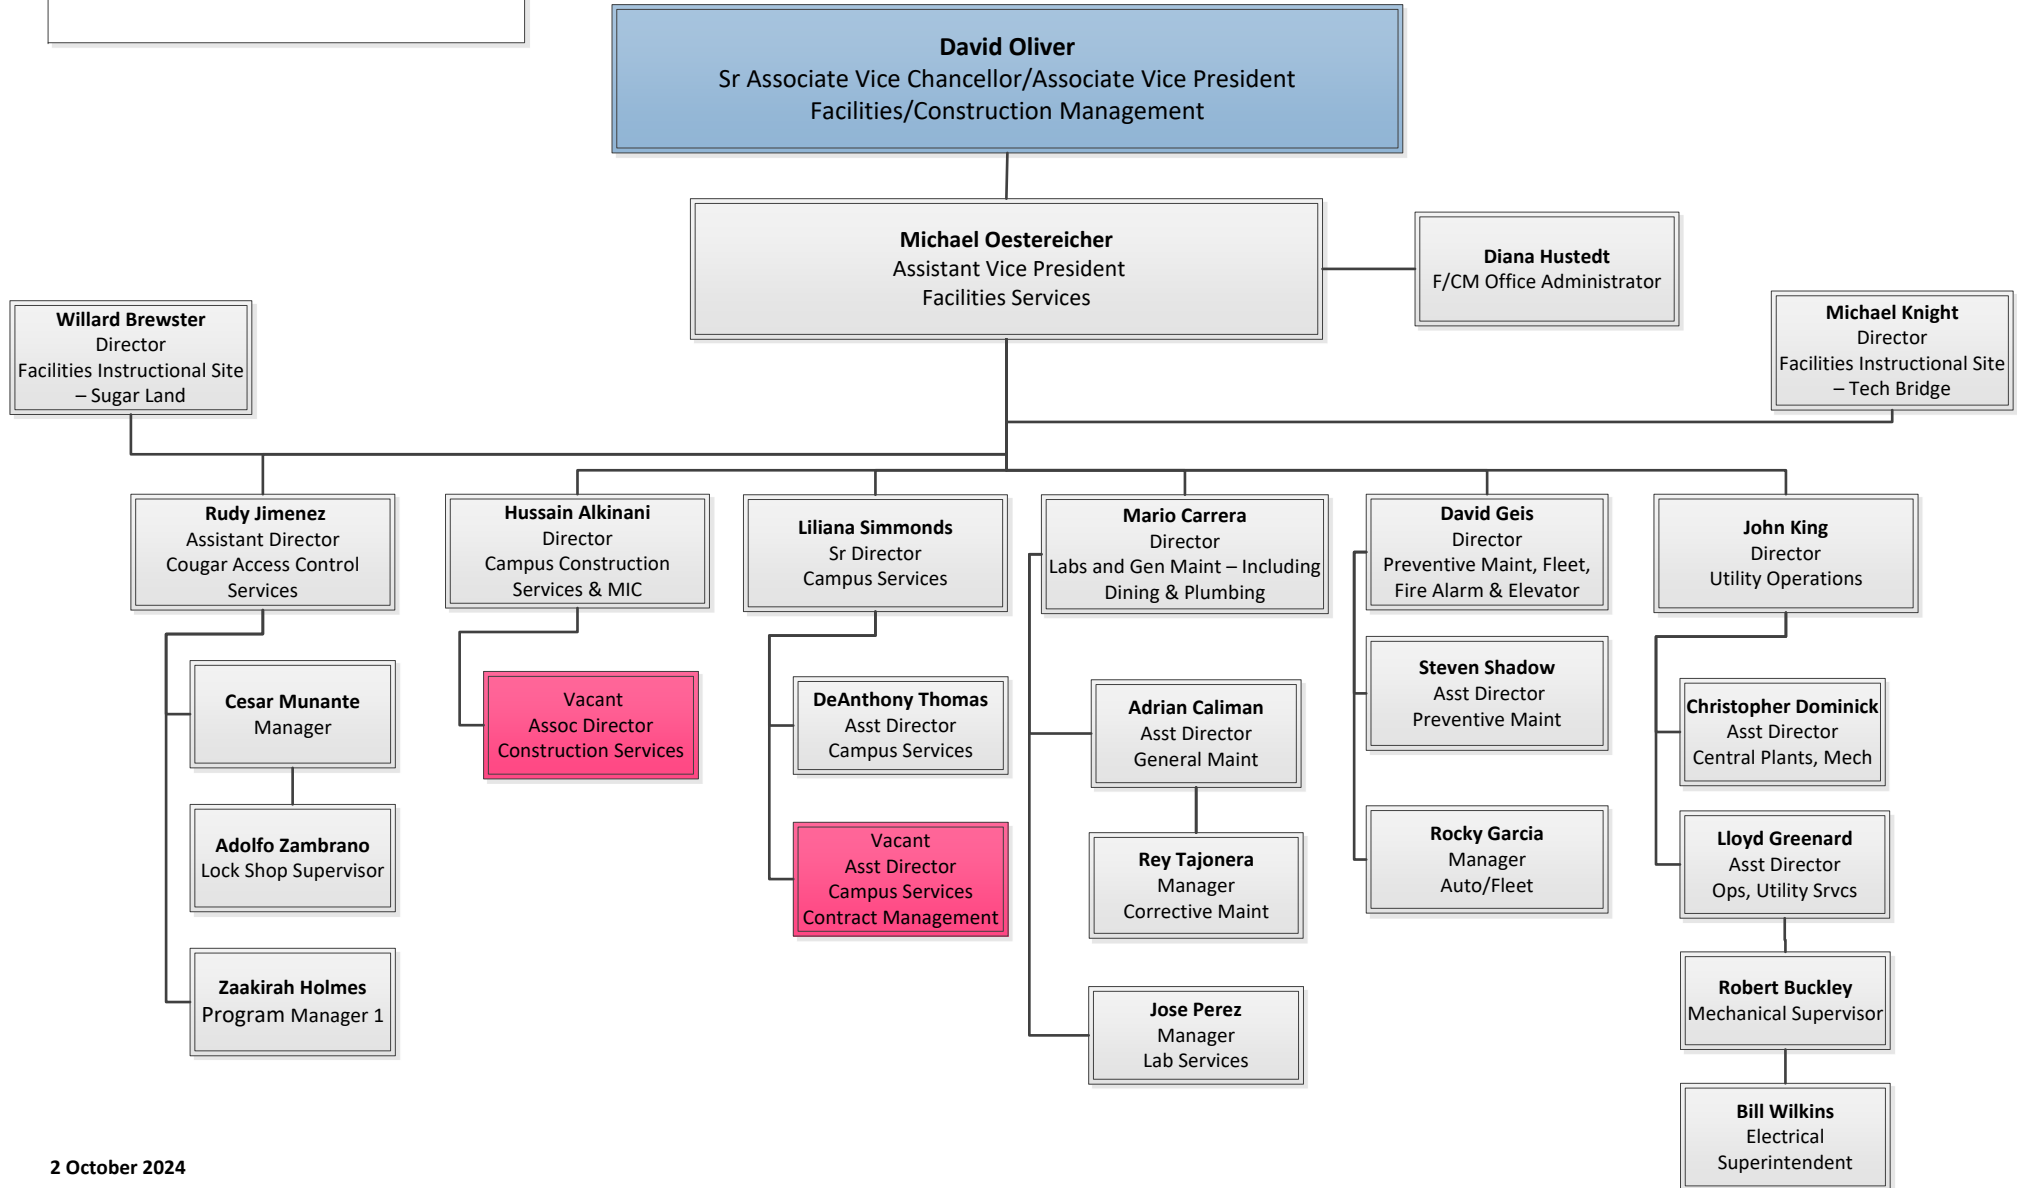 David Oliver
Sr Associate Vice Chancellor/Associate Vice President
Facilities/Construction Management
Michael Oestereicher
Assistant Vice President
Facilities Services
Diana Hustedt
F/CM Office Administrator
Willard Brewster
Director
Facilities Instructional Site
– Sugar Land
Michael Knight
Director
Facilities Instructional Site
– Tech Bridge
Rudy Jimenez
Assistant Director
Cougar Access Control
Services
Cesar Munante
Manager
Adolfo Zambrano
Lock Shop Supervisor
Zaakirah Holmes
Program Manager 1
Hussain Alkinani
Director
Campus Construction
Services & MIC
Vacant
Assoc Director
Construction Services
Liliana Simmonds
Sr Director
Campus Services
DeAnthony Thomas
Asst Director
Campus Services
Vacant
Asst Director
Campus Services
Contract Management
Mario Carrera
Director
Labs and Gen Maint – Including
Dining & Plumbing
Adrian Caliman
Asst Director
General Maint
Rey Tajonera
Manager
Corrective Maint
Jose Perez
Manager
Lab Services
David Geis
Director
Preventive Maint, Fleet,
Fire Alarm & Elevator
Steven Shadow
Asst Director
Preventive Maint
Rocky Garcia
Manager
Auto/Fleet
John King
Director
Utility Operations
Christopher Dominick
Asst Director
Central Plants, Mech
Lloyd Greenard
Asst Director
Ops, Utility Srvcs
Robert Buckley
Mechanical Supervisor
Bill Wilkins
Electrical
Superintendent
2 October 2024